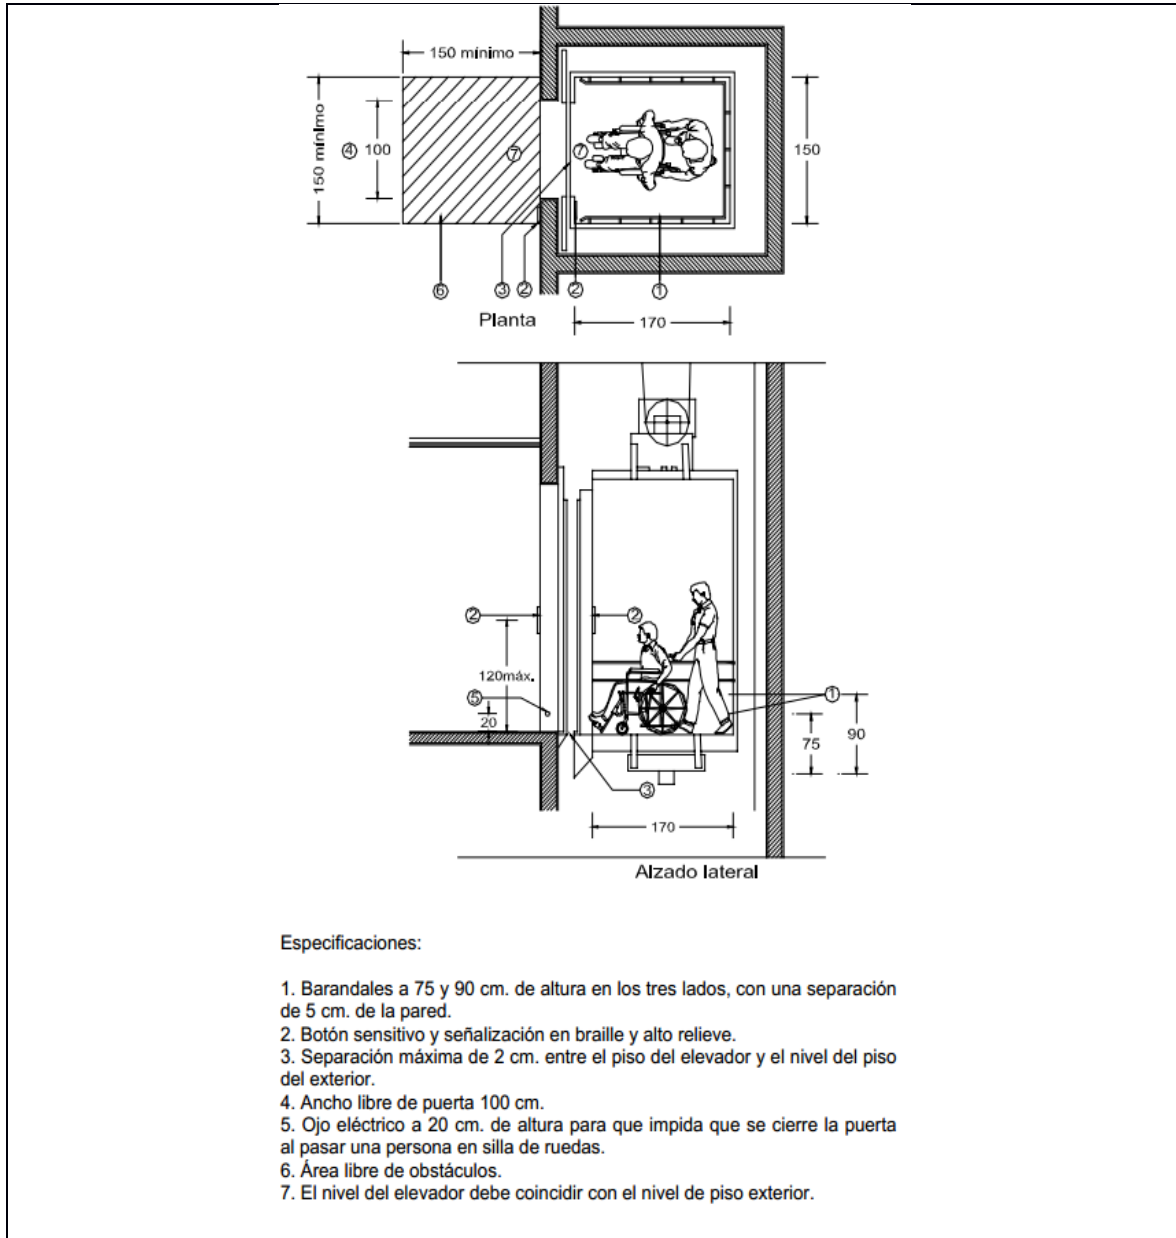 150 mínimo
150 mínimo
4
100
7
7
150
6
3
2
2
1
Planta
170
2
2
120máx.
5
20
1
75
90
3
170
Alzado lateral
Especificaciones:
1. Barandales a 75 y 90 cm. de altura en los tres lados, con una separación
de 5 cm. de la pared.
2. Botón sensitivo y señalización en braille y alto relieve.
3. Separación máxima de 2 cm. entre el piso del elevador y el nivel del piso
del exterior.
4. Ancho libre de puerta 100 cm.
5. Ojo eléctrico a 20 cm. de altura para que impida que se cierre la puerta
al pasar una persona en silla de ruedas.
6. Área libre de obstáculos.
7. El nivel del elevador debe coincidir con el nivel de piso exterior.